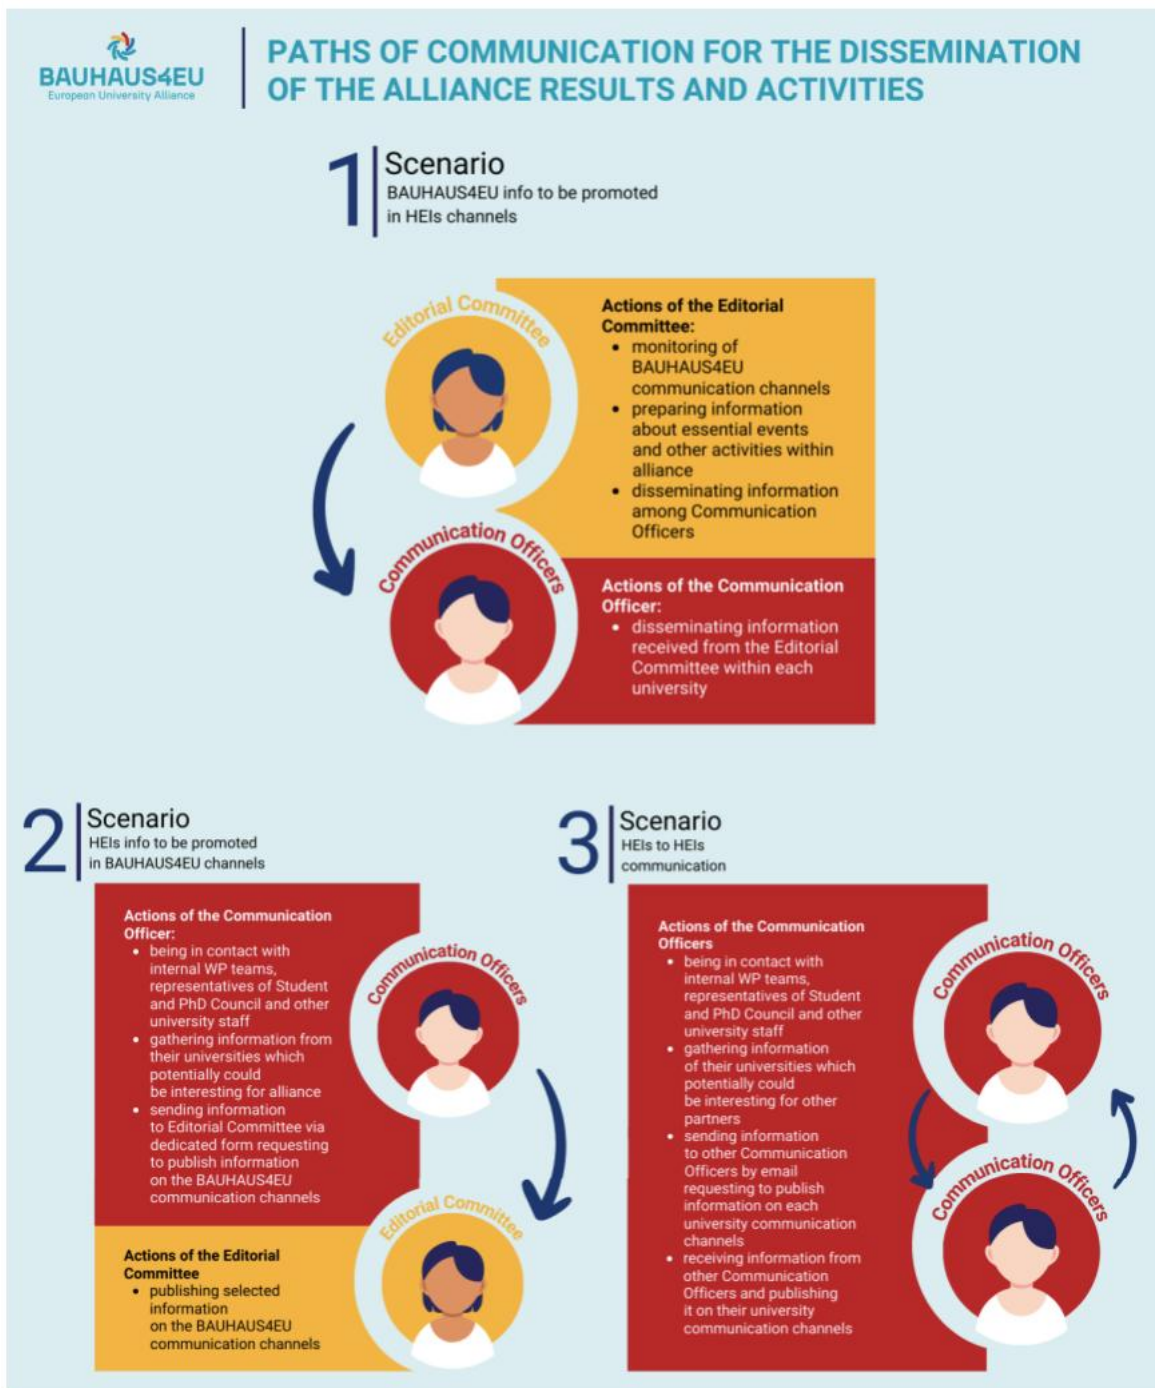 BAUHAUS4EU
European University Alliance
PATHS OF COMMUNICATION FOR THE DISSEMINATION
OF THE ALLIANCE RESULTS AND ACTIVITIES
1
Scenario
BAUHAUS4EU info to be promoted
in HEIs channels
Editorial Committee
Actions of the Editorial
Committee:
• monitoring of
BAUHAUS4EU
communication channels
• preparing information
about essential events
and other activities within
alliance
• disseminating information
among Communication
Officers
Communication Officers
Actions of the Communication
Officer:
• disseminating information
received from the Editorial
Committee within each
university
2
Scenario
HEIs info to be promoted
in BAUHAUS4EU channels
Actions of the Communication
Officer:
• being in contact with
internal WP teams,
representatives of Student
and PhD Council and other
university staff
• gathering information from
their universities which
potentially could
be interesting for alliance
• sending information
to Editorial Committee via
dedicated form requesting
to publish information
on the BAUHAUS4EU
communication channels
Communication Officers
Actions of the Editorial
Committee
• publishing selected
information
on the BAUHAUS4EU
communication channels
Editorial Committee
3
Scenario
HEIs to HEIs
communication
Actions of the Communication
Officers
• being in contact with
internal WP teams,
representatives of Student
and PhD Council and other
university staff
• gathering information
of their universities which
potentially could
be interesting for other
partners
• sending information
to other Communication
Officers by email
requesting to publish
information on each
university communication
channels
• receiving information from
other Communication
Officers and publishing
it on their university
communication channels
Communication Officers
Communication Officers